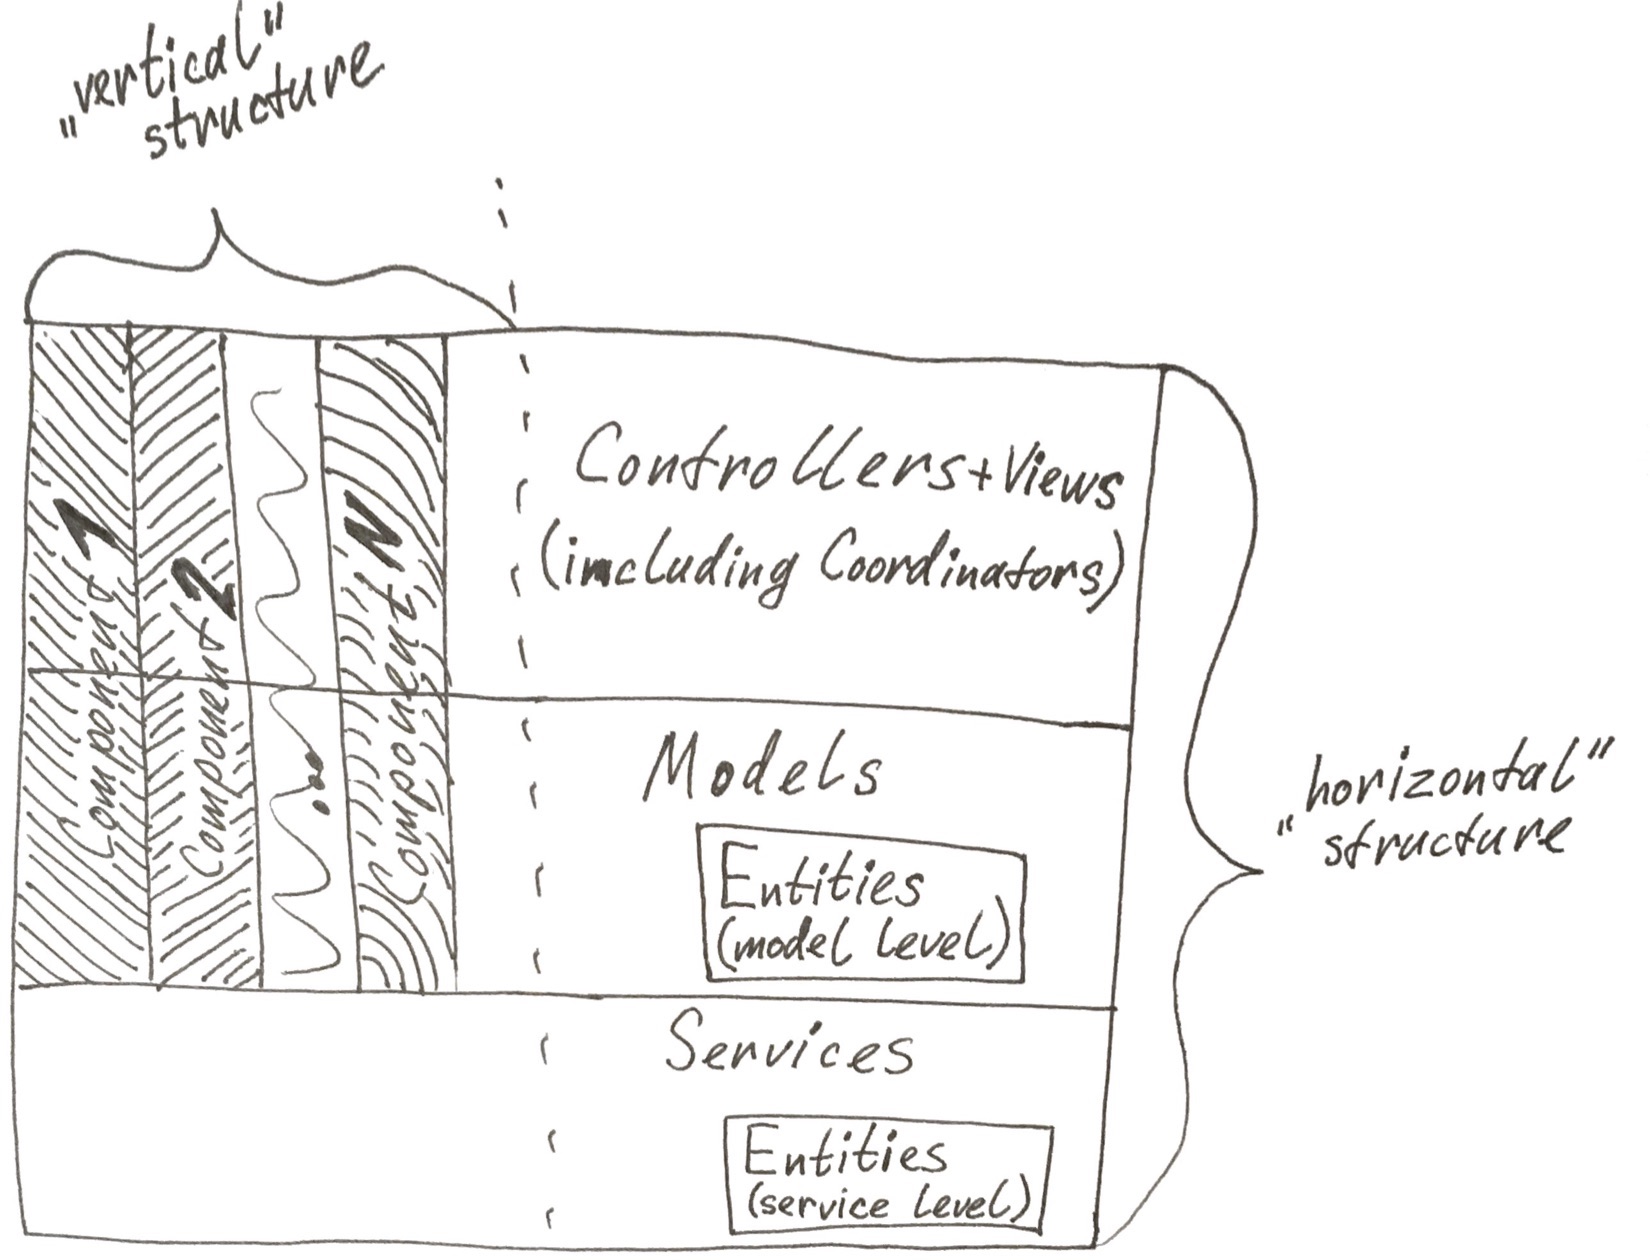 „vertical"
structure
Controllers+Views
(including Coordinators)
Component 1
Component 2
...
Component N
Models
Entities
(model level)
„horizontal"
structure
Services
Entities
(service level)